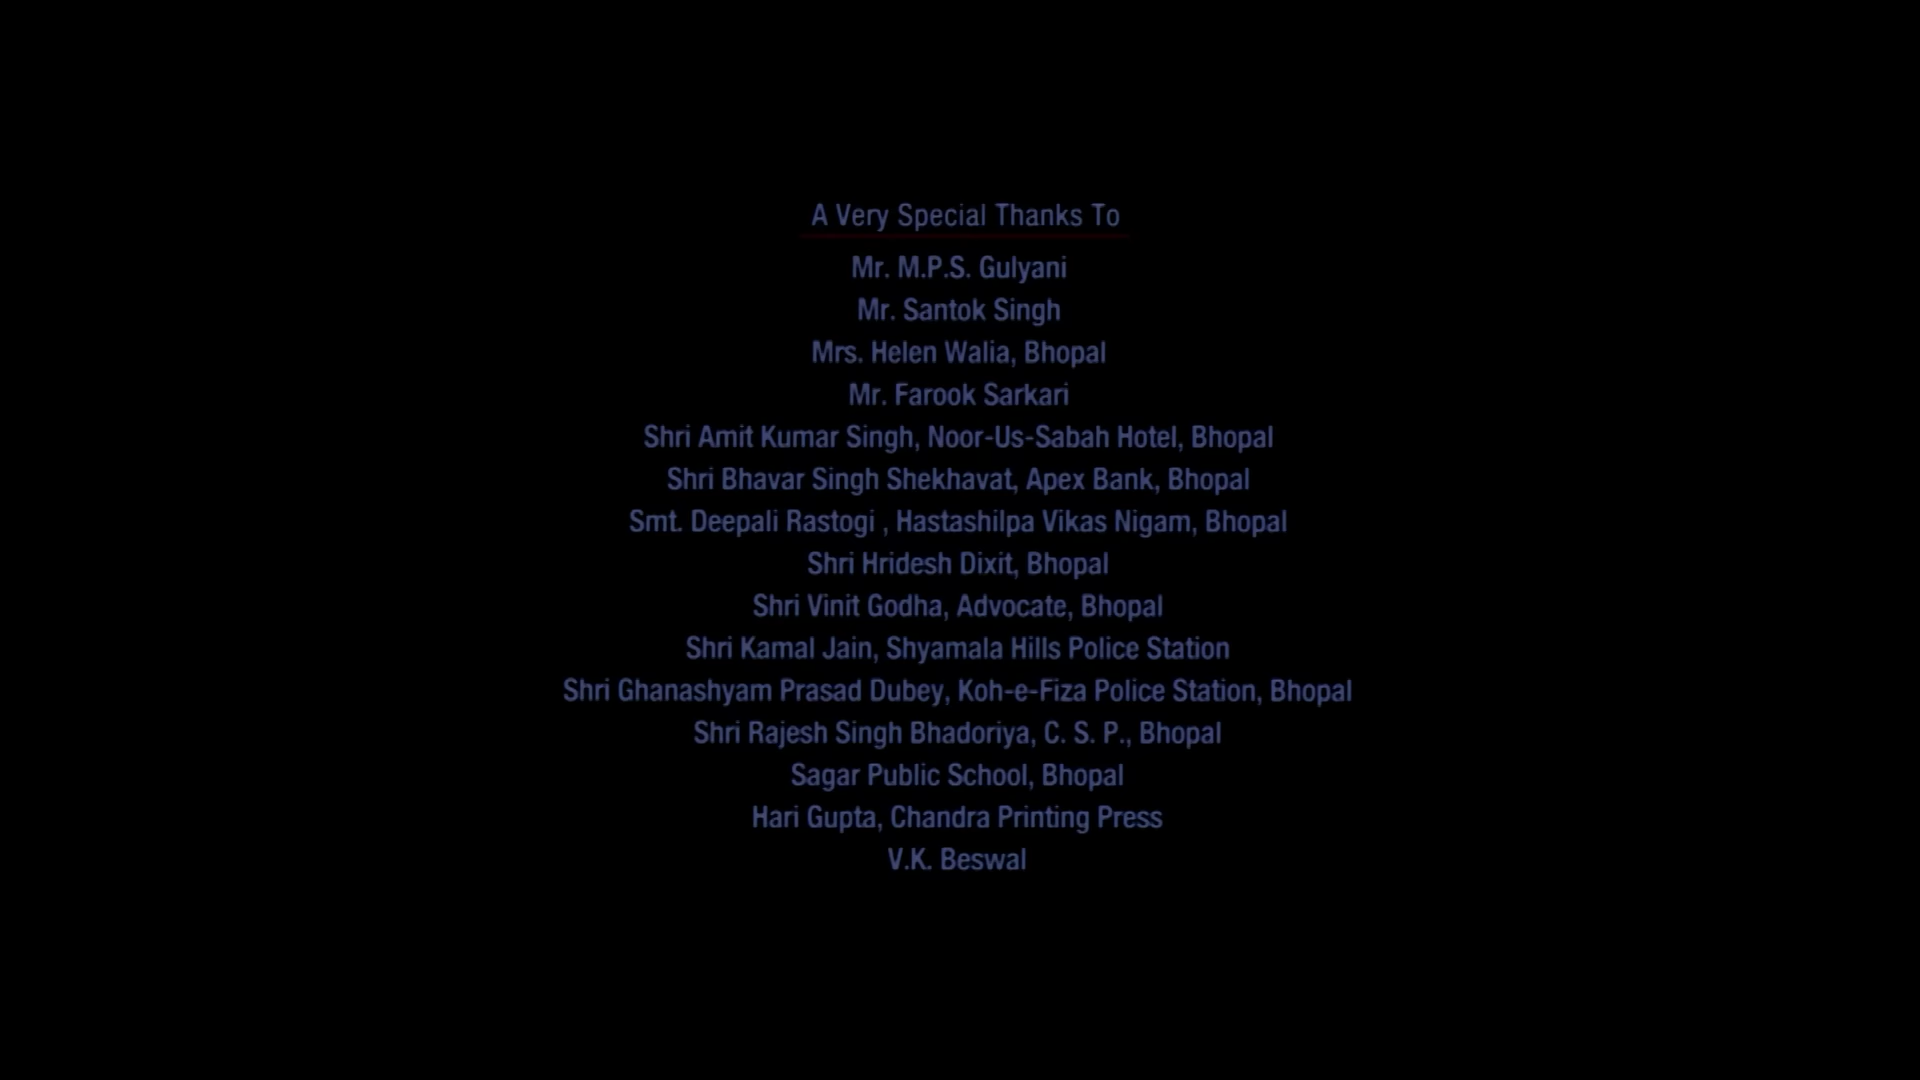 A Very Special Thanks To
Mr. M.P.S. Gulyani
Mr. Santok Singh
Mrs. Helen Walia, Bhopal
Mr. Farook Sarkari
Shri Amit Kumar Singh, Noor-Us-Sabah Hotel, Bhopal
Shri Bhavar Singh Shekhavat, Apex Bank, Bhopal
Smt. Deepali Rastogi , Hastashilpa Vikas Nigam, Bhopal
Shri Hridesh Dixit, Bhopal
Shri Vinit Godha, Advocate, Bhopal
Shri Kamal Jain, Shyamala Hills Police Station
Shri Ghanashyam Prasad Dubey, Koh-e-Fiza Police Station, Bhopal
Shri Rajesh Singh Bhadoriya, C. S. P., Bhopal
Sagar Public School, Bhopal
Hari Gupta, Chandra Printing Press
V.K. Beswal